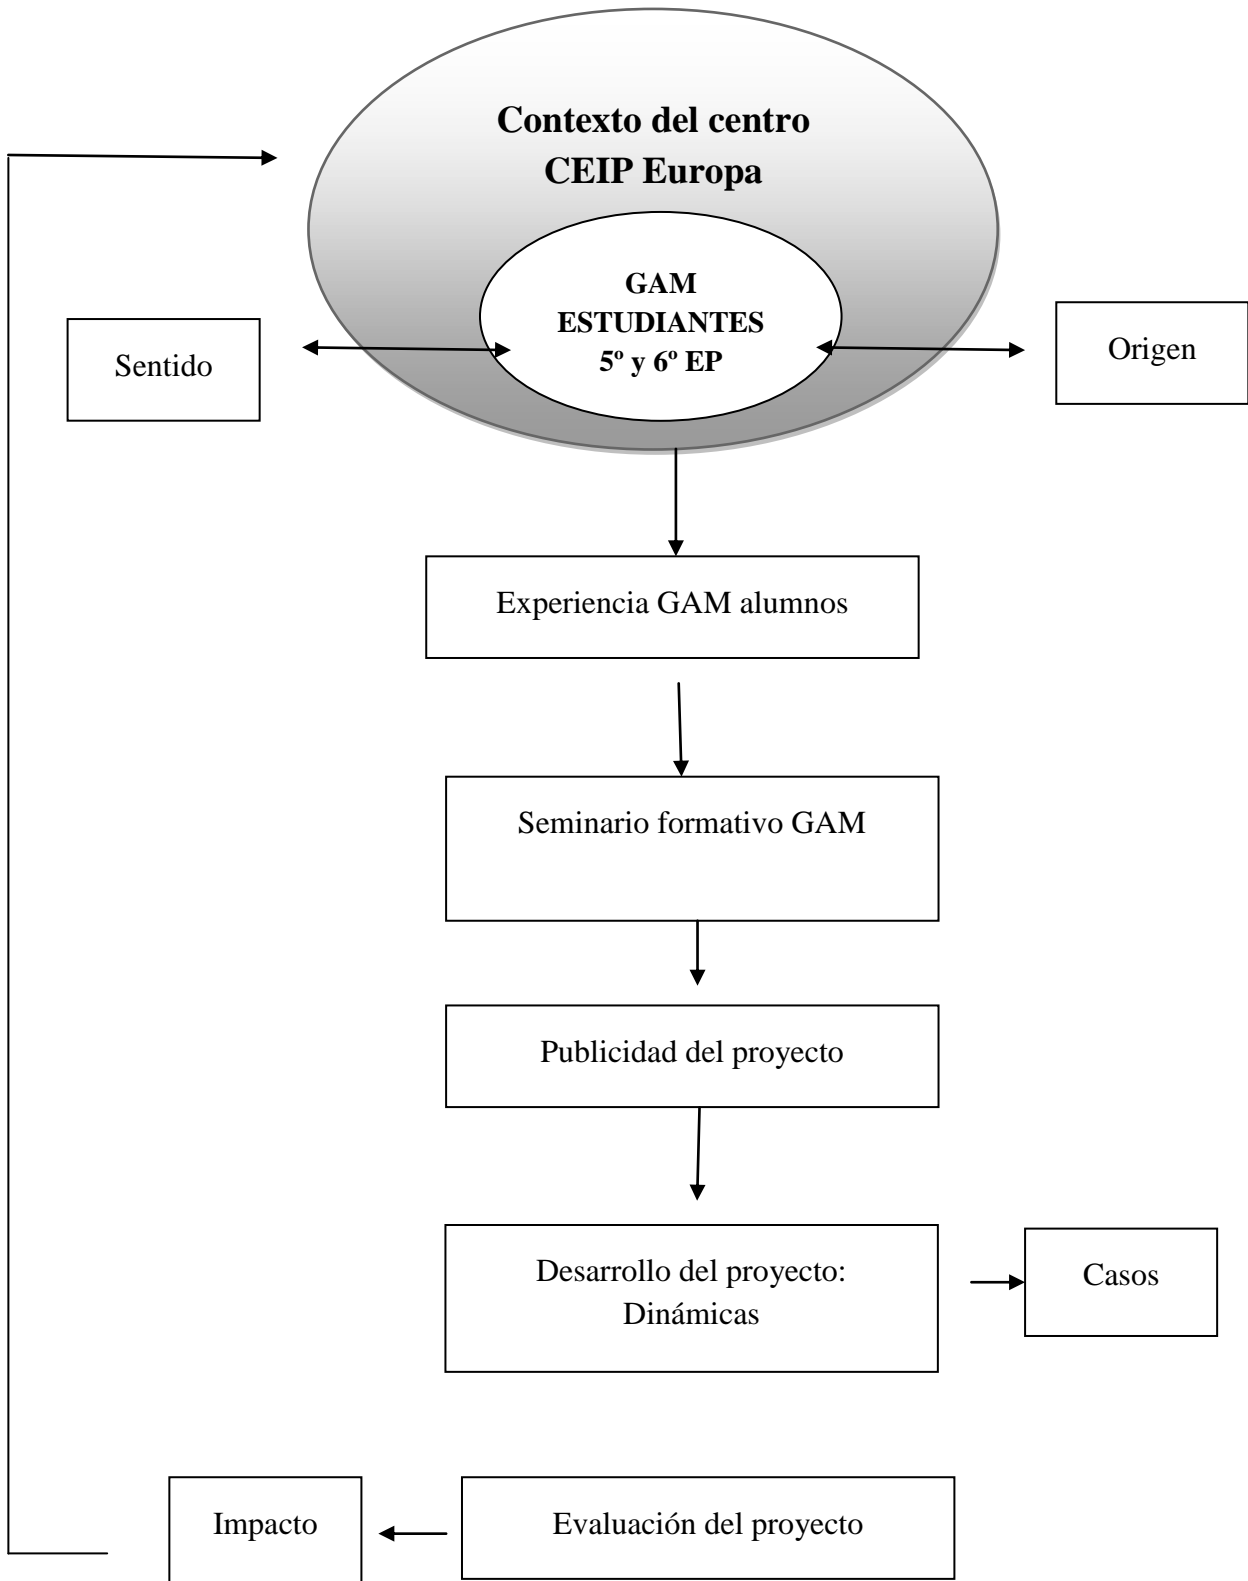 Contexto del centro
CEIP Europa
GAM
ESTUDIANTES
5º y 6º EP
Sentido
Origen
Experiencia GAM alumnos
Seminario formativo GAM
Publicidad del proyecto
Desarrollo del proyecto:
Dinámicas
Casos
Impacto
Evaluación del proyecto